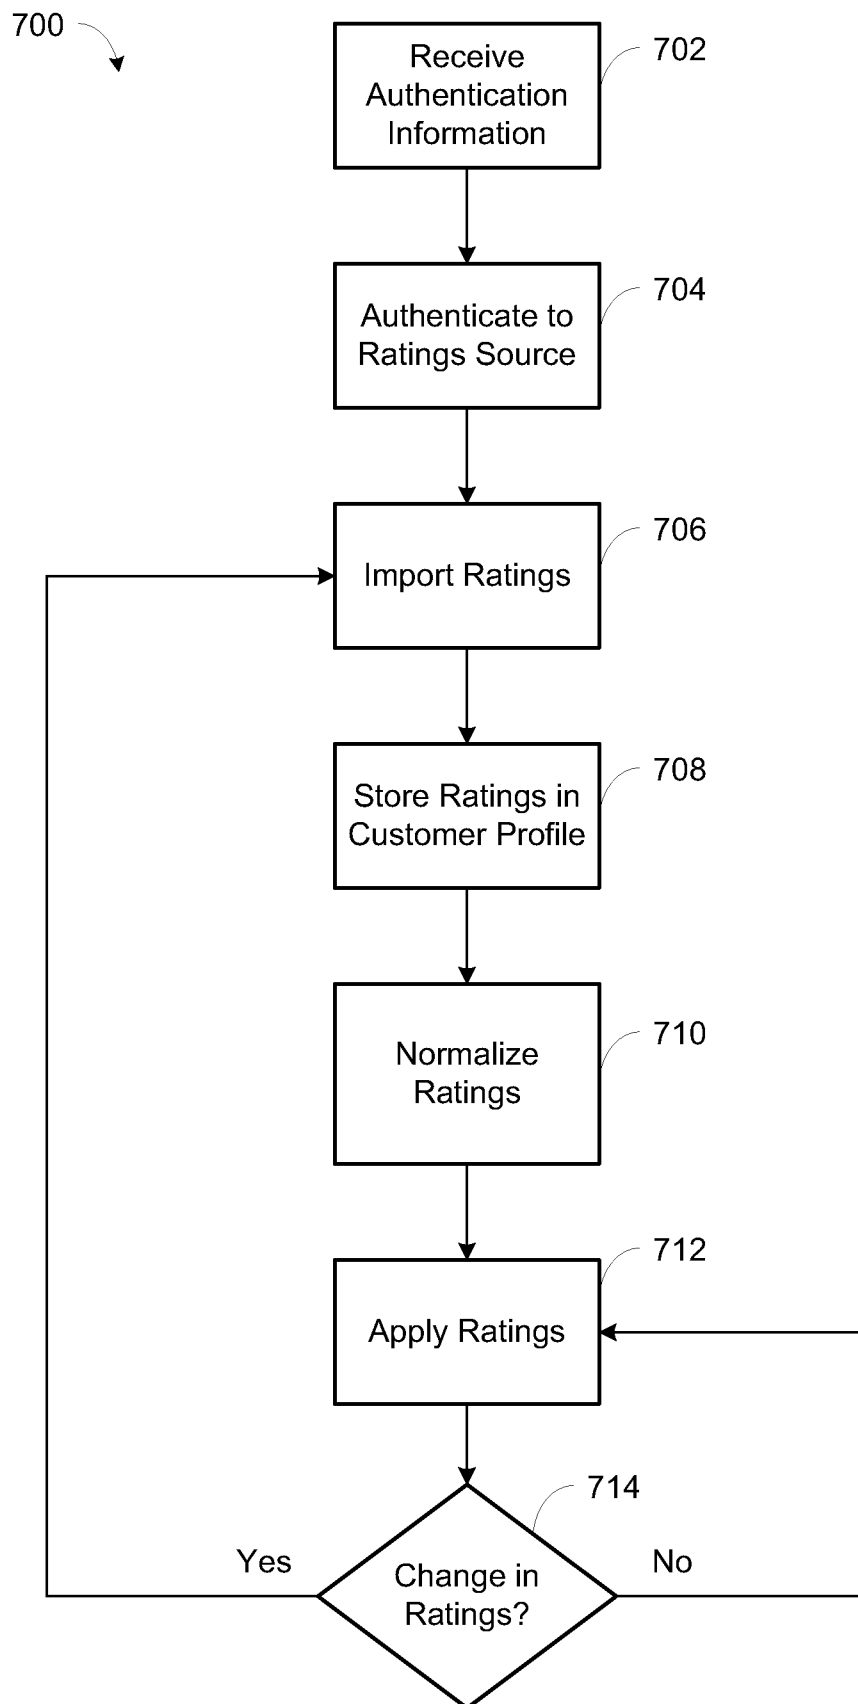 700
702
Receive
Authentication
Information
704
Authenticate to
Ratings Source
706
Import Ratings
708
Store Ratings in
Customer Profile
710
Normalize
Ratings
712
Apply Ratings
714
Yes
No
Change in
Ratings?